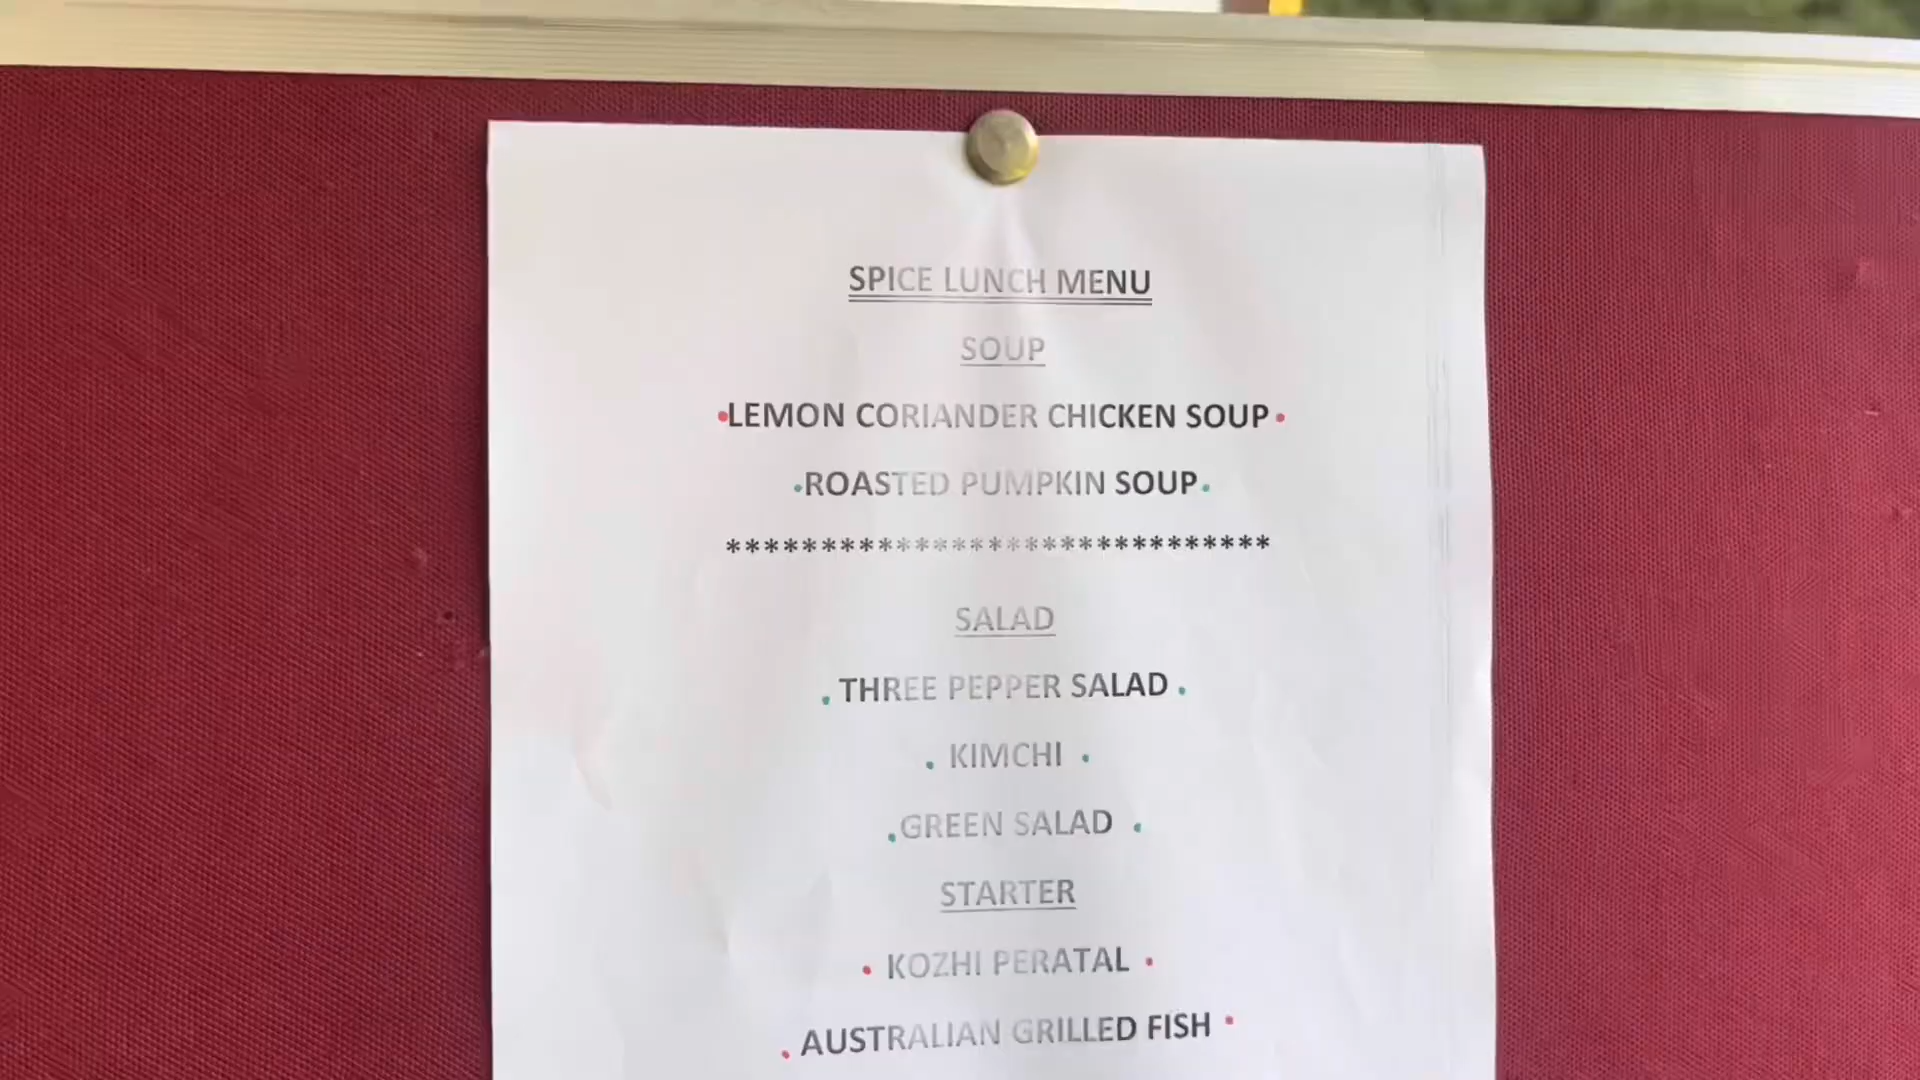 SPICE LUNCH MENU
SOUP
•LEMON CORIANDER CHICKEN SOUP•
•ROASTED PUMPKIN SOUP•
******************************
SALAD
• THREE PEPPER SALAD •
• KIMCHI •
•GREEN SALAD •
STARTER
• KOZHI PERATAL •
• AUSTRALIAN GRILLED FISH •